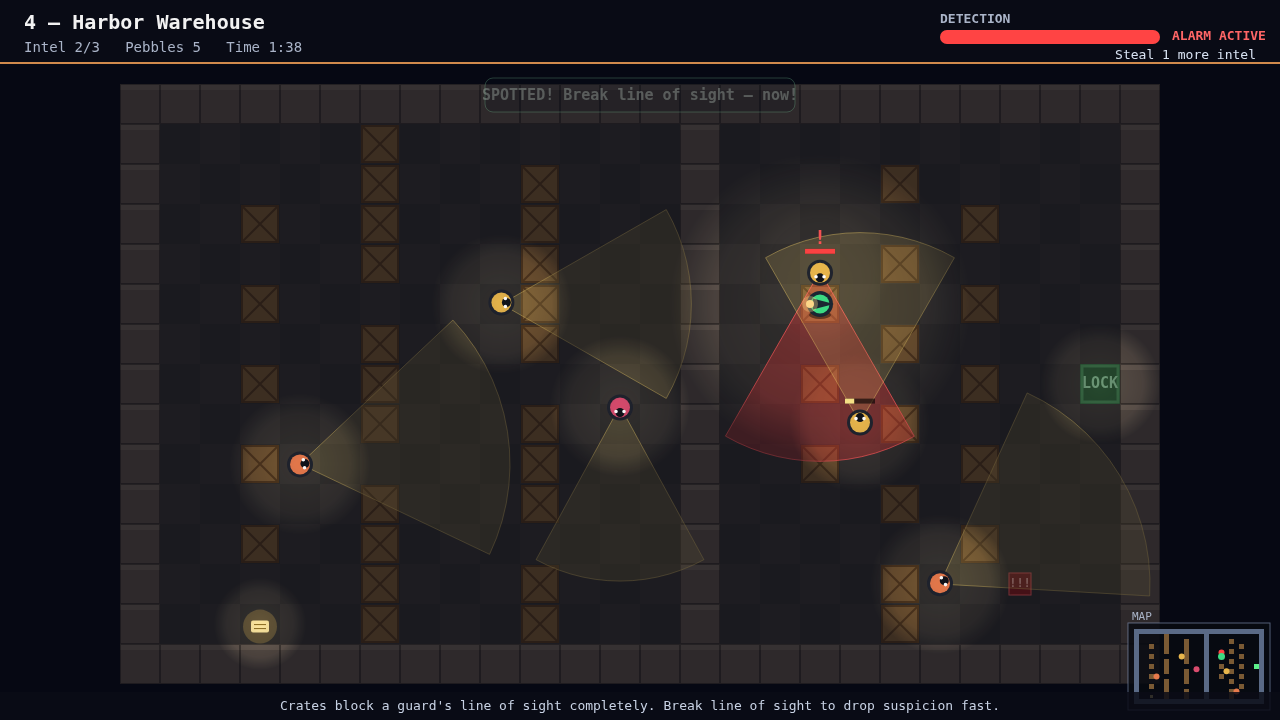 4 — Harbor Warehouse
Intel 2/3 Pebbles 5 Time 1:38
DETECTION
ALARM ACTIVE
Steal 1 more intel
SPOTTED! Break line of sight — now!
!
LOCK
!!!
MAP
Crates block a guard's line of sight completely. Break line of sight to drop suspicion fast.